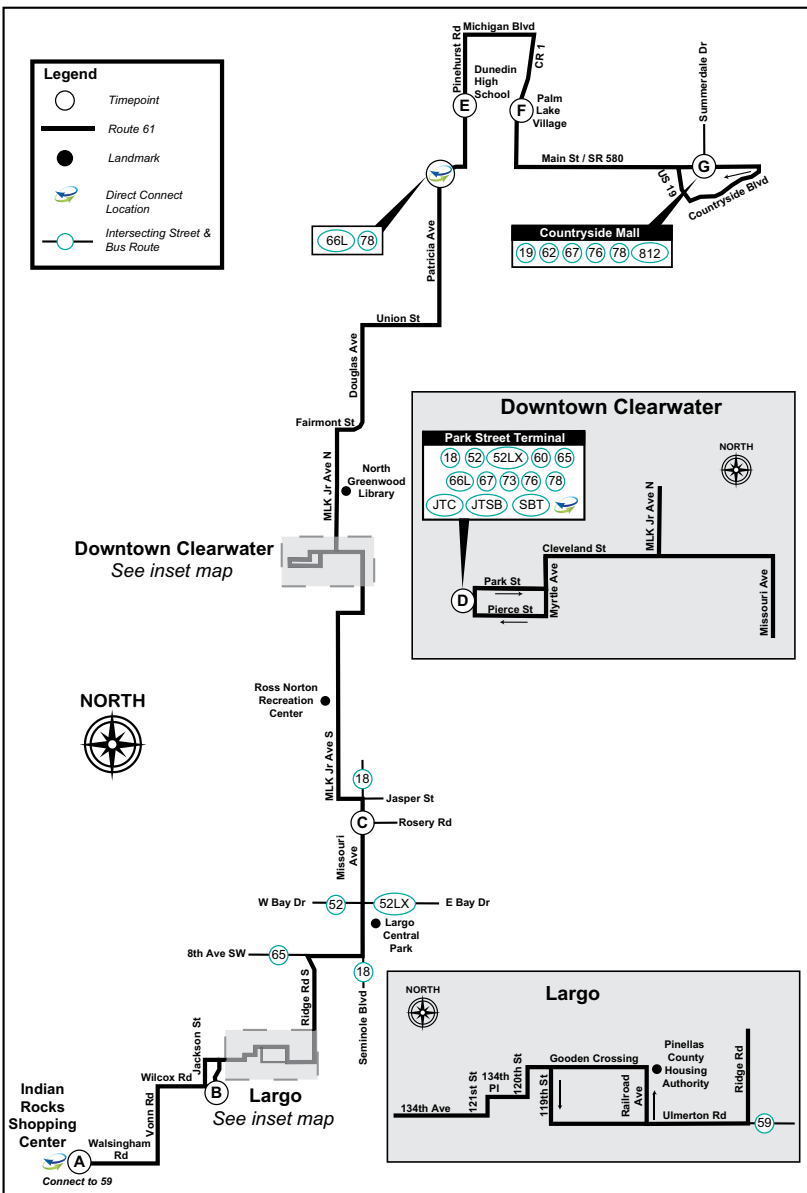 Legend
Timepoint
Route 61
Landmark
Direct Connect
Location
Intersecting Street &
Bus Route
Michigan Blvd
Pinehurst Rd
CR 1
Dunedin
High
School
E
F
Palm
Lake
Village
Summerdale Dr
Main St / SR 580
G
US 19
Countryside Blvd
Countryside Mall
19 62 67 76 78 812
66L 78
Patricia Ave
Union St
Douglas Ave
Fairmont St
MLK Jr Ave N
North
Greenwood
Library
Downtown Clearwater
See inset map
Downtown Clearwater
Park Street Terminal
18 52 52LX 60 65
66L 67 73 76 78
JTC JTSB SBT
NORTH
MLK Jr Ave N
Cleveland St
Park St
D
Pierce St
Myrtle Ave
Missouri Ave
Ross Norton
Recreation
Center
NORTH
MLK Jr Ave S
18
Jasper St
C
Rosery Rd
Missouri
Ave
W Bay Dr
52
52LX
E Bay Dr
Largo
Central
Park
8th Ave SW
65
18
Ridge Rd S
Seminole Blvd
Jackson St
Wilcox Rd
B
Largo
See inset map
Vonn Rd
Indian
Rocks
Shopping
Center
Walsingham
Rd
A
Connect to 59
NORTH
Largo
134th Ave
121st St
134th
Pl
120th St
Gooden Crossing
119th St
Railroad
Ave
Pinellas
County
Housing
Authority
Ridge Rd
Ulmerton Rd
59